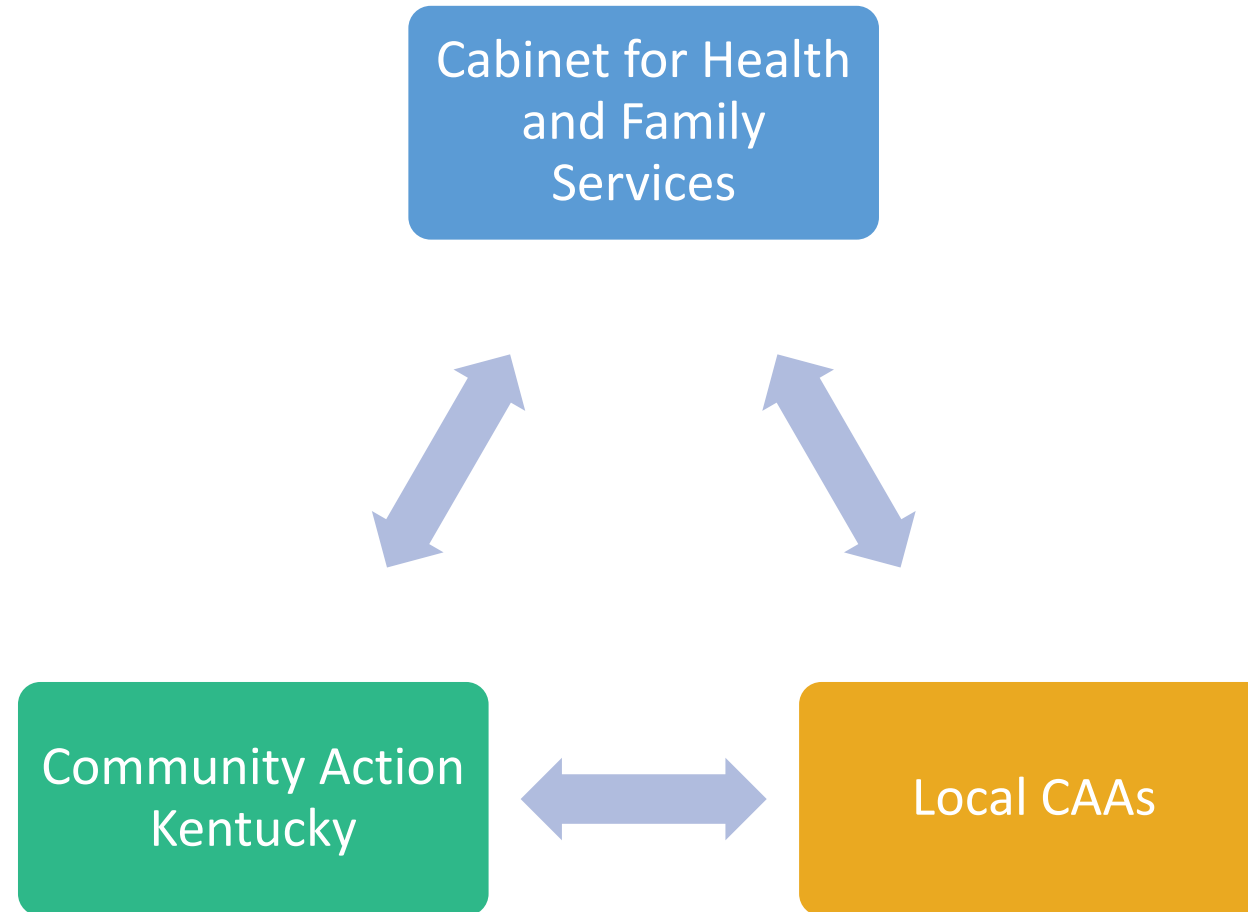 Cabinet for Health
and Family
Services
Community Action
Kentucky
Local CAAs